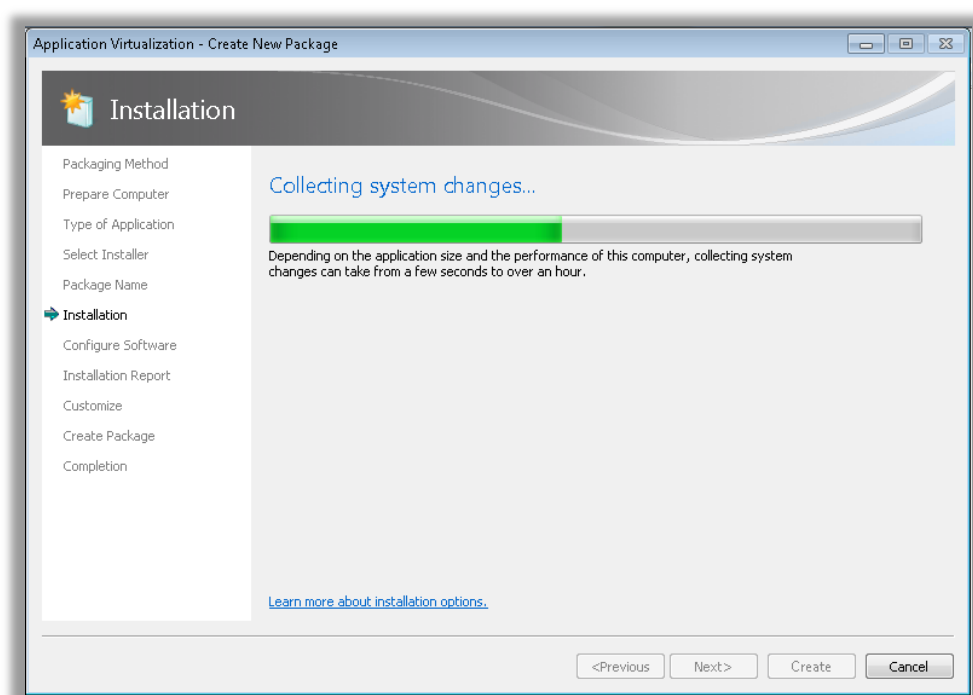 Application Virtualization - Create New Package
Installation
Packaging Method
Prepare Computer
Type of Application
Select Installer
Package Name
Installation
Configure Software
Installation Report
Customize
Create Package
Completion
Collecting system changes...
Depending on the application size and the performance of this computer, collecting system
changes can take from a few seconds to over an hour.
Learn more about installation options.
<Previous
Next>
Create
Cancel